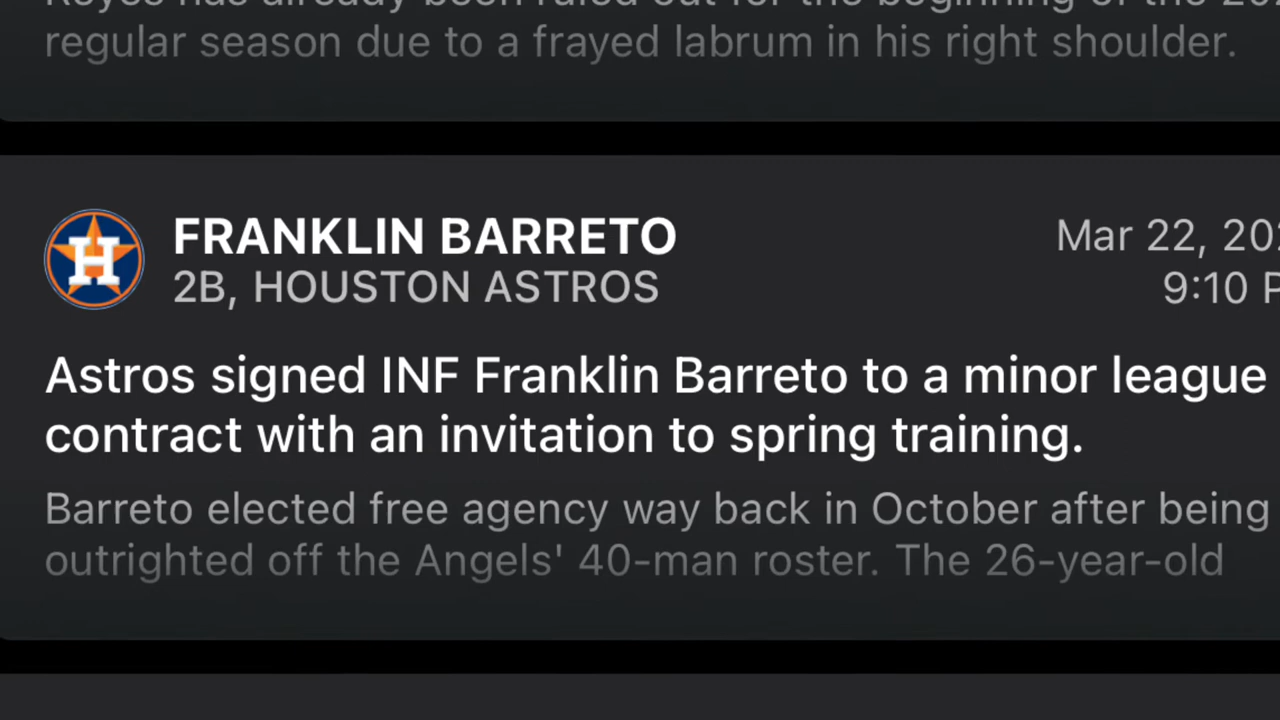 regular season due to a frayed labrum in his right shoulder.
H
FRANKLIN BARRETO
Mar 22, 20
2B, HOUSTON ASTROS
9:10 P
Astros signed INF Franklin Barreto to a minor league
contract with an invitation to spring training.
Barreto elected free agency way back in October after being
outrighted off the Angels' 40-man roster. The 26-year-old